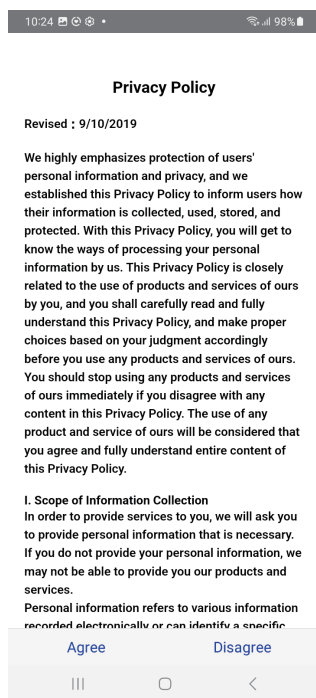 10:24
98%
Privacy Policy
Revised : 9/10/2019
We highly emphasizes protection of users'
personal information and privacy, and we
established this Privacy Policy to inform users how
their information is collected, used, stored, and
protected. With this Privacy Policy, you will get to
know the ways of processing your personal
information by us. This Privacy Policy is closely
related to the use of products and services of ours
by you, and you shall carefully read and fully
understand this Privacy Policy, and make proper
choices based on your judgment accordingly
before you use any products and services of ours.
You should stop using any products and services
of ours immediately if you disagree with any
content in this Privacy Policy. The use of any
product and service of ours will be considered that
you agree and fully understand entire content of
this Privacy Policy.
I. Scope of Information Collection
In order to provide services to you, we will ask you
to provide personal information that is necessary.
If you do not provide your personal information, we
may not be able to provide you our products and
services.
Personal information refers to various information
recorded electronically or can identify a specific
Agree
Disagree